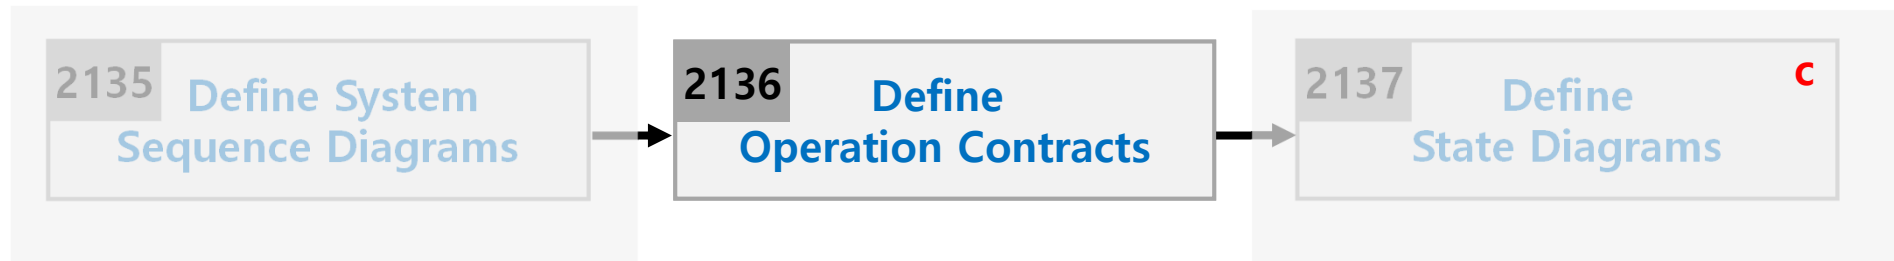 2135
Define System
Sequence Diagrams
2136
Define
Operation Contracts
2137
Define
State Diagrams
c